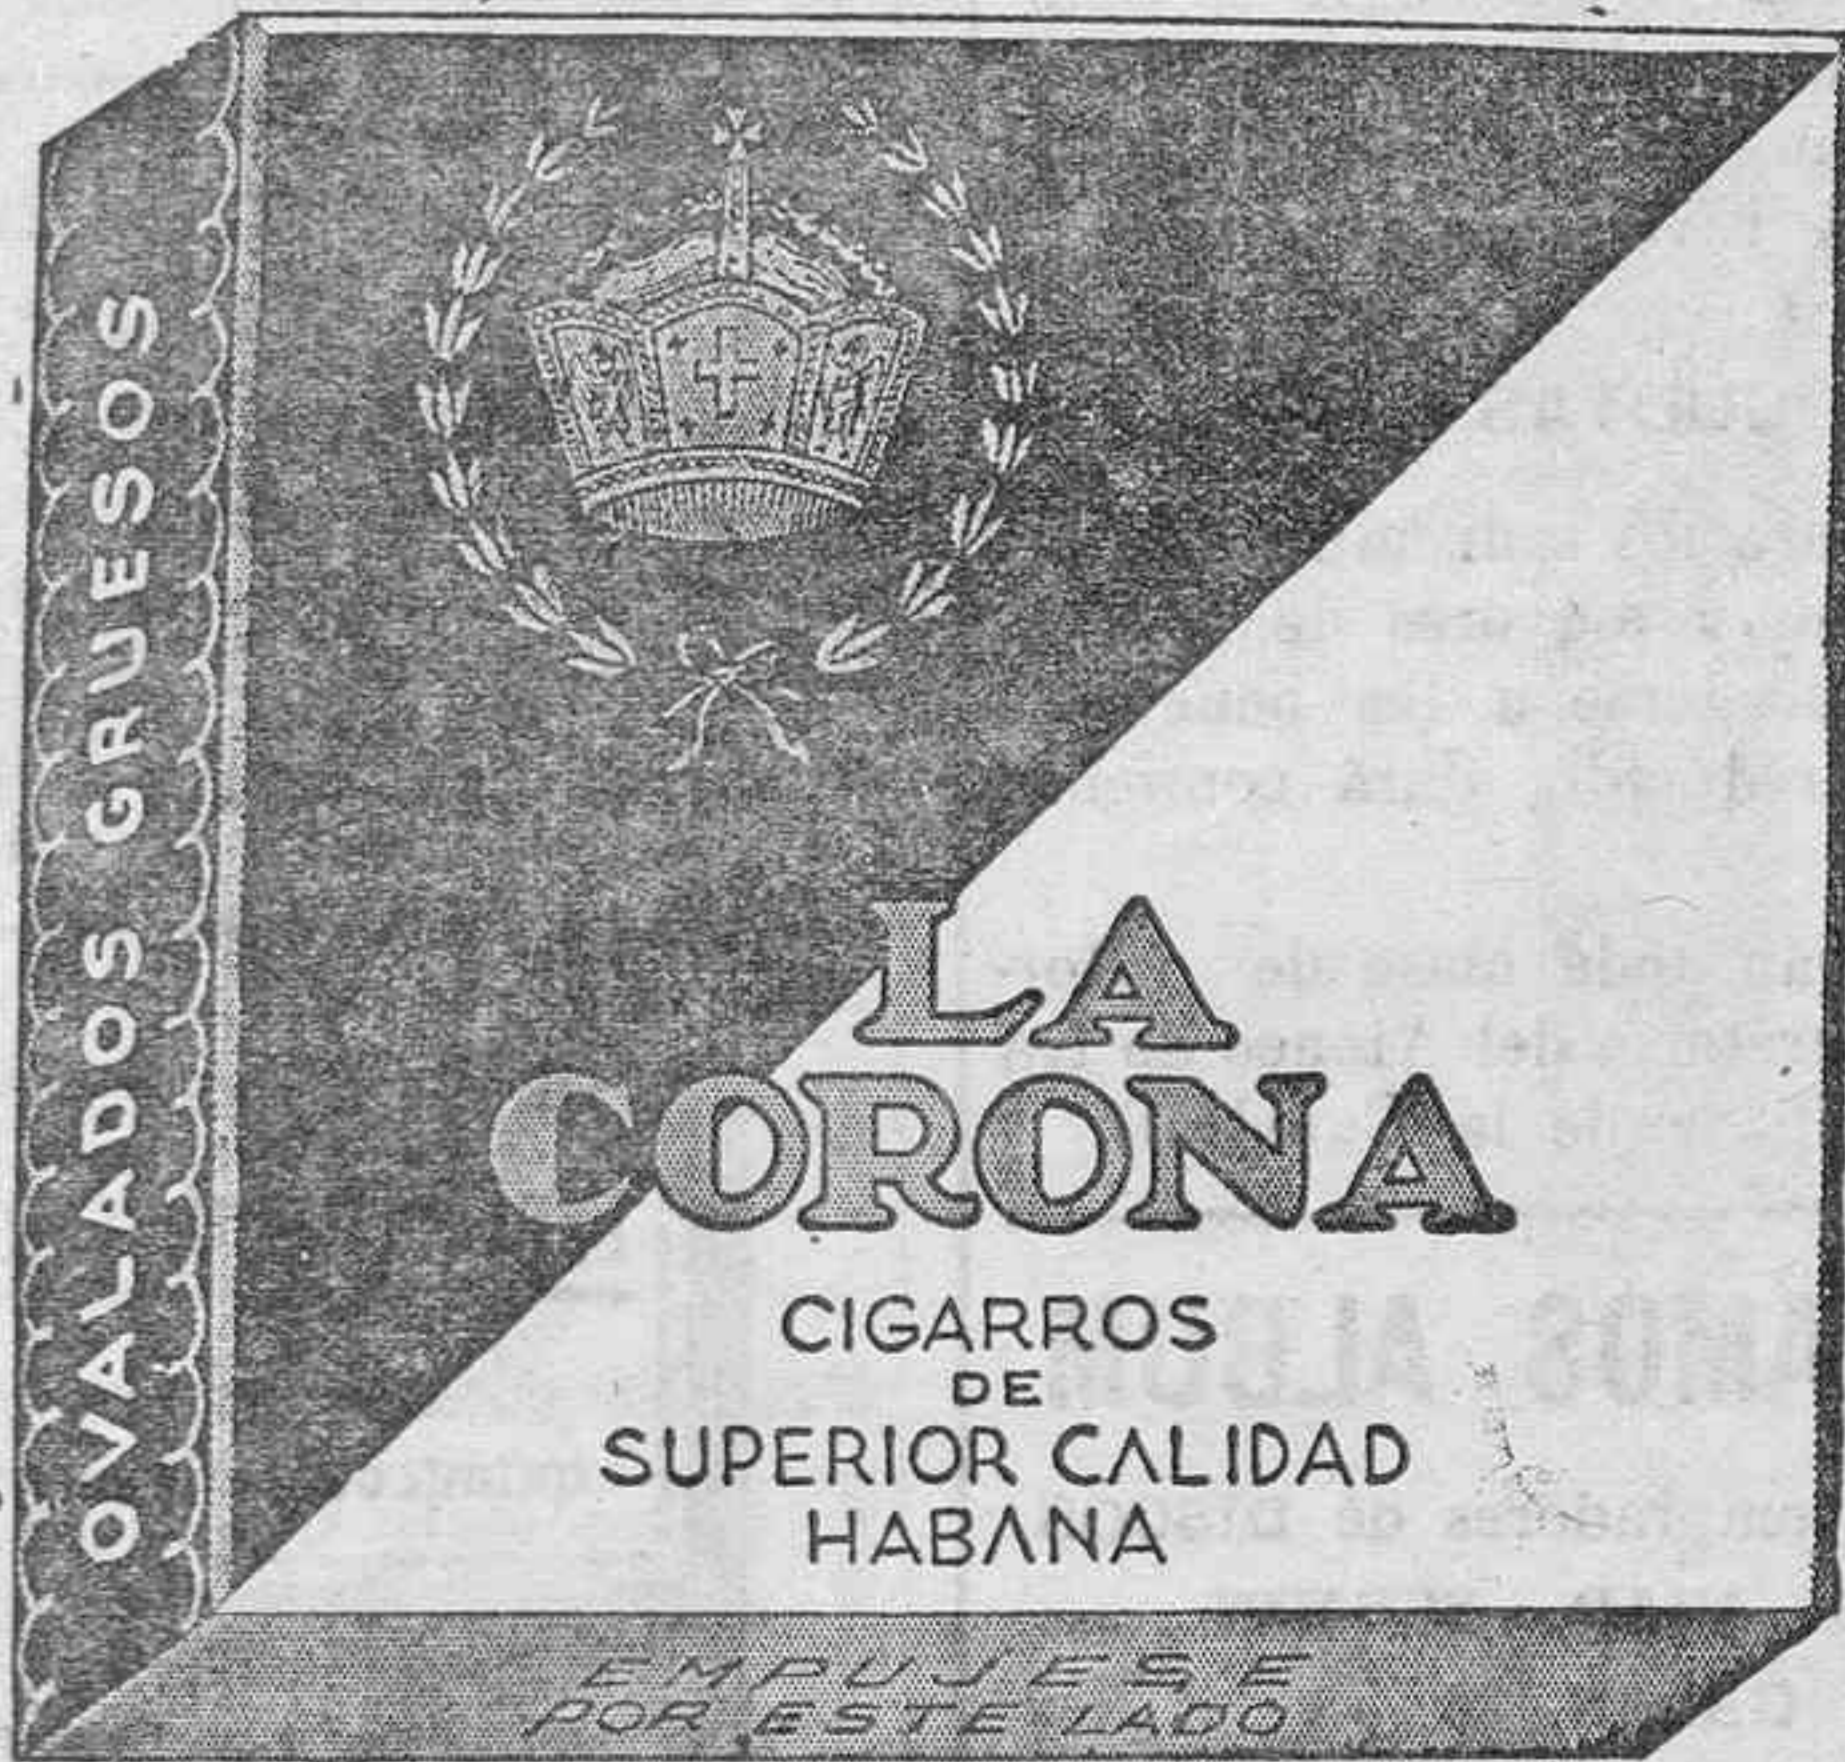 OVALADOS GRUESOS
LA
CORONA
CIGARROS
DE
SUPERIOR CALIDAD
HABANA
EMPUJESE
POR ESTE LADO